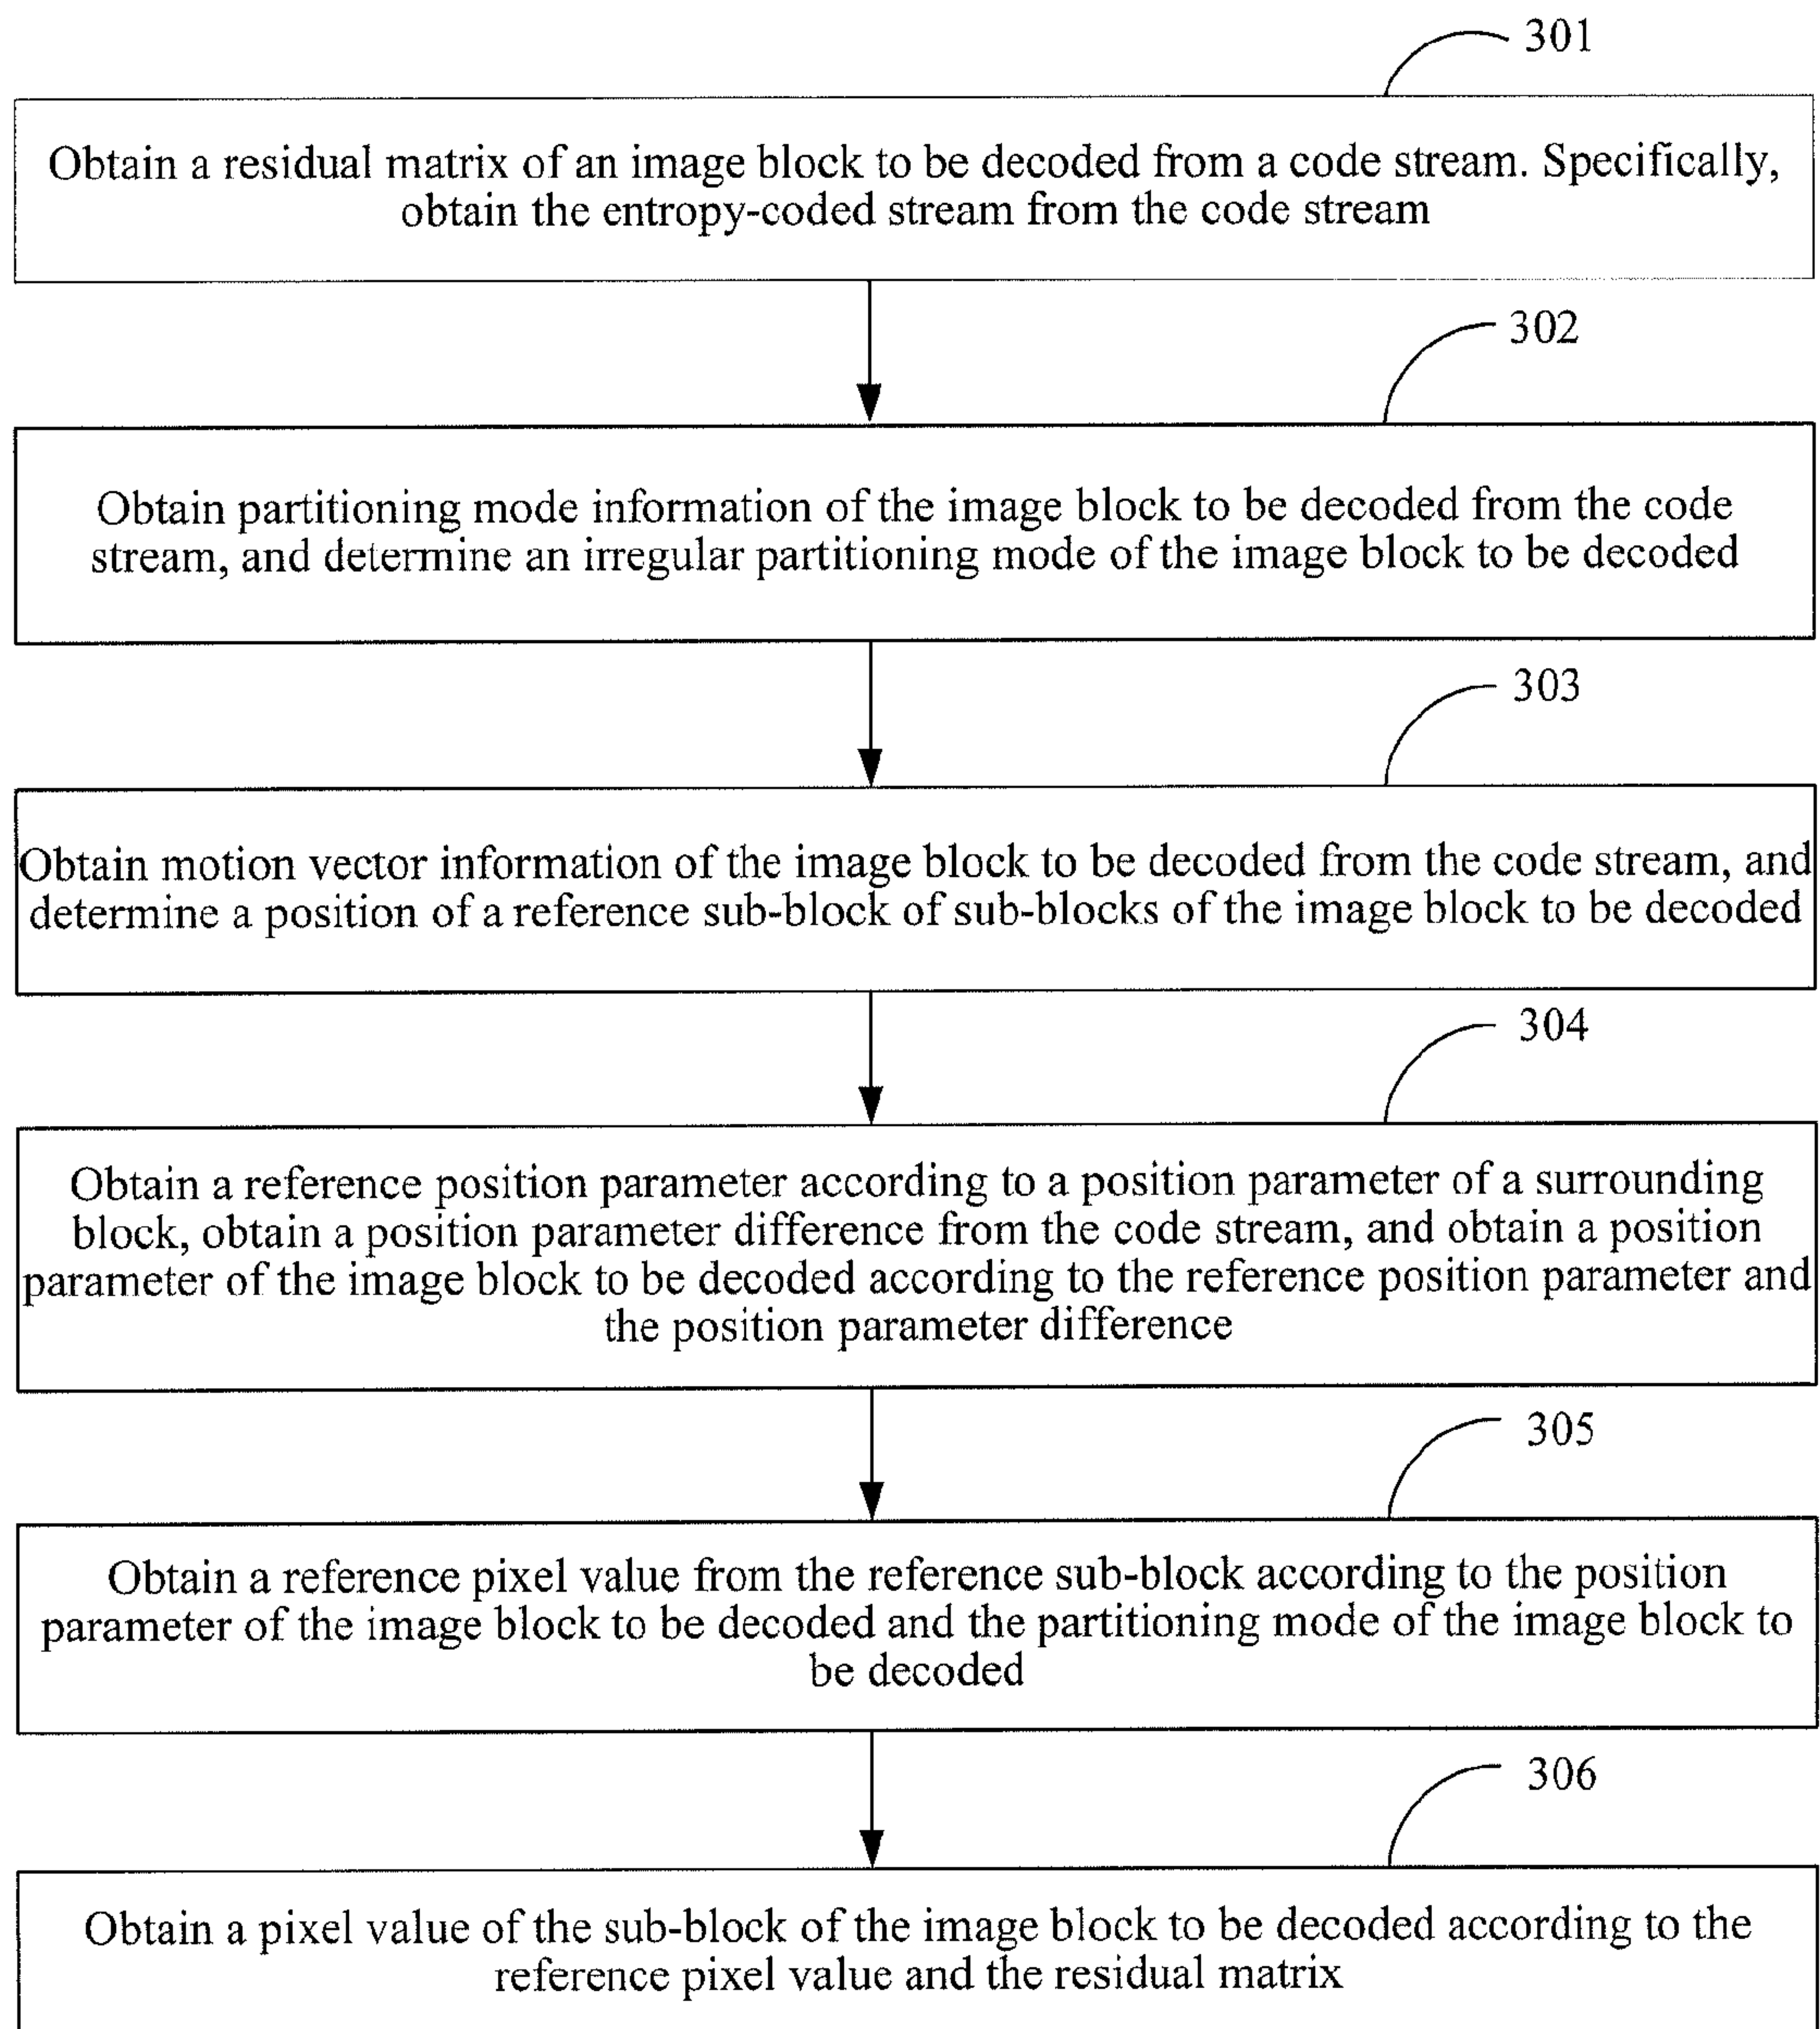 301
Obtain a residual matrix of an image block to be decoded from a code stream. Specifically,
obtain the entropy-coded stream from the code stream
302
Obtain partitioning mode information of the image block to be decoded from the code
stream, and determine an irregular partitioning mode of the image block to be decoded
303
Obtain motion vector information of the image block to be decoded from the code stream, and
determine a position of a reference sub-block of sub-blocks of the image block to be decoded
304
Obtain a reference position parameter according to a position parameter of a surrounding
block, obtain a position parameter difference from the code stream, and obtain a position
parameter of the image block to be decoded according to the reference position parameter and
the position parameter difference
305
Obtain a reference pixel value from the reference sub-block according to the position
parameter of the image block to be decoded and the partitioning mode of the image block to
be decoded
306
Obtain a pixel value of the sub-block of the image block to be decoded according to the
reference pixel value and the residual matrix